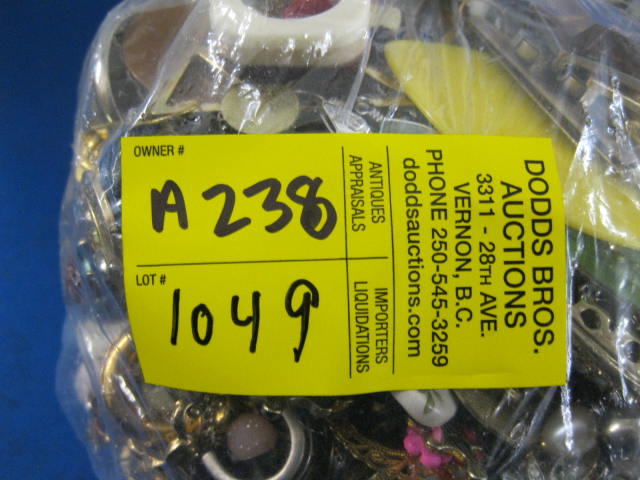 OWNER #
A238
LOT #
1049
ANTIQUES
APPRAISALS
IMPORTERS
LIQUIDATIONS
DODDS BROS.
AUCTIONS
3311 - 28TH AVE.
VERNON, B.C.
PHONE 250-545-3259
doddsauctions.com